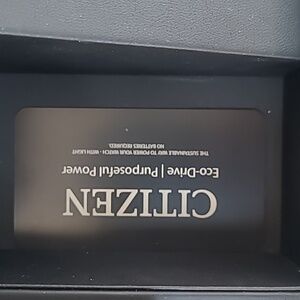 CITIZEN
Eco-Drive | Purposeful Power
THE SUSTAINABLE WAY TO POWER YOUR WATCH - WITH LIGHT
NO BATTERIES REQUIRED.